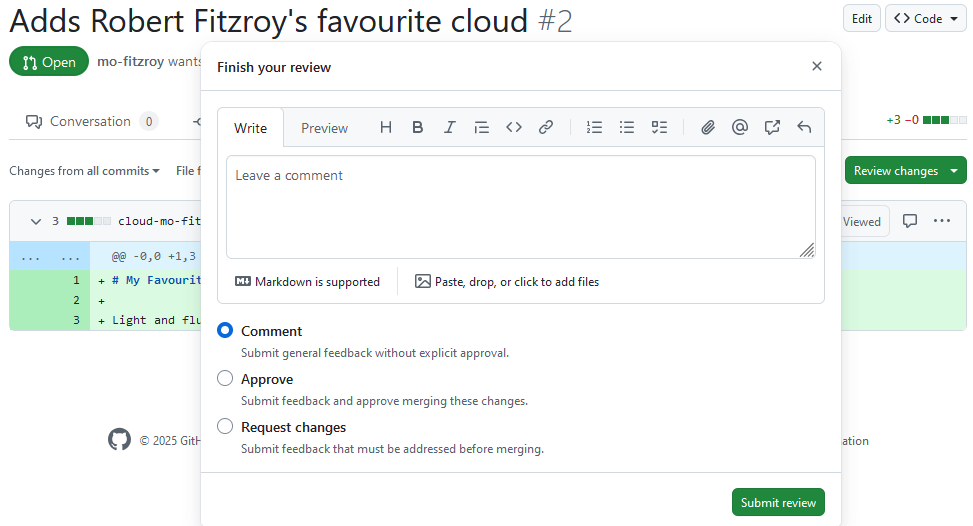 Adds Robert Fitzroy's favourite cloud #2
Edit
Code
Open
mo-fitzroy wants
Finish your review
Conversation 0
Write
Preview
+3 −0
Changes from all commits
File f
Review changes
Leave a comment
3 cloud-mo-fit
Viewed
... ... @@ -0,0 +1,3
1 + # My Favourit
2 +
3 + Light and flu
Markdown is supported
Paste, drop, or click to add files
Comment
Submit general feedback without explicit approval.
Approve
Submit feedback and approve merging these changes.
Request changes
Submit feedback that must be addressed before merging.
© 2025 GitH
ation
Submit review